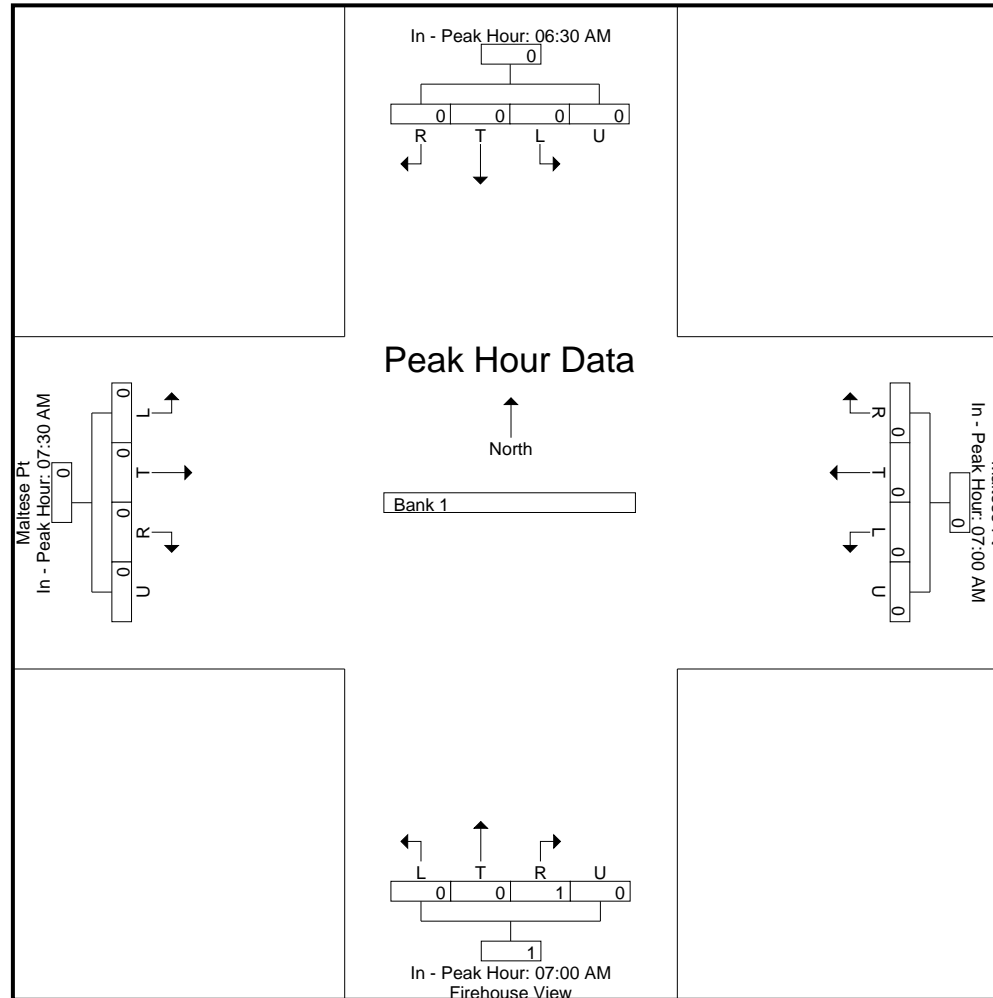 In - Peak Hour: 06:30 AM
0
0 0 0 0
R T L U
Peak Hour Data
North
Bank 1
Maltese Pt
In - Peak Hour: 07:30 AM
0
0 0 0 0
L T R U
In - Peak Hour: 07:00 AM
0
0 0 0 0
R T L U
L T R U
0 0 1 0
1
In - Peak Hour: 07:00 AM
Firehouse View